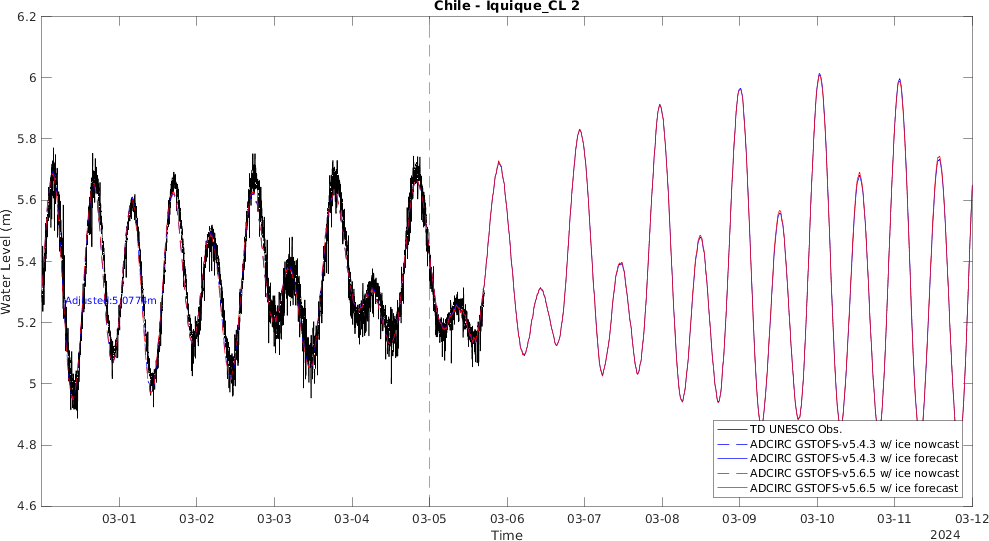 Chile - Iquique_CL 2
6.2
6
5.8
5.6
5.4
5.2
5
4.8
4.6
Water Level (m)
Adjusted:5.0774m
TD UNESCO Obs.
ADCIRC GSTOFS-v5.4.3 w/ ice nowcast
ADCIRC GSTOFS-v5.4.3 w/ ice forecast
ADCIRC GSTOFS-v5.6.5 w/ ice nowcast
ADCIRC GSTOFS-v5.6.5 w/ ice forecast
03-01 03-02 03-03 03-04 03-05 03-06 03-07 03-08 03-09 03-10 03-11 03-12
Time
2024